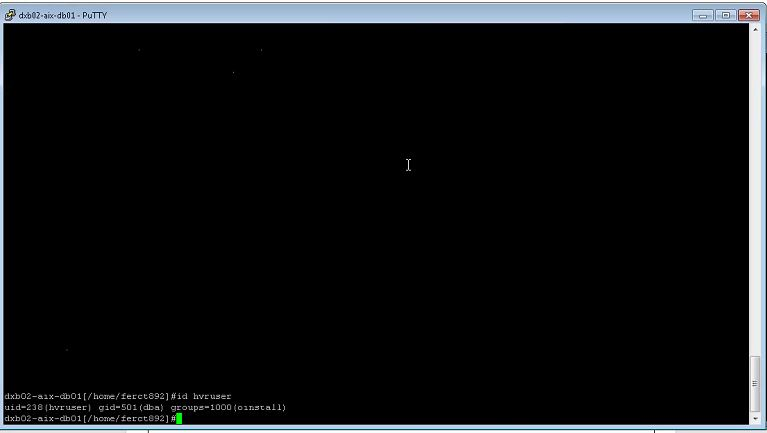 dxb02-aix-db01 - PuTTY
dxb02-aix-db01[/home/ferct892]#id hvruser
uid=238(hvruser) gid=501(dba) groups=1000(oinstall)
dxb02-aix-db01[/home/ferct892]#